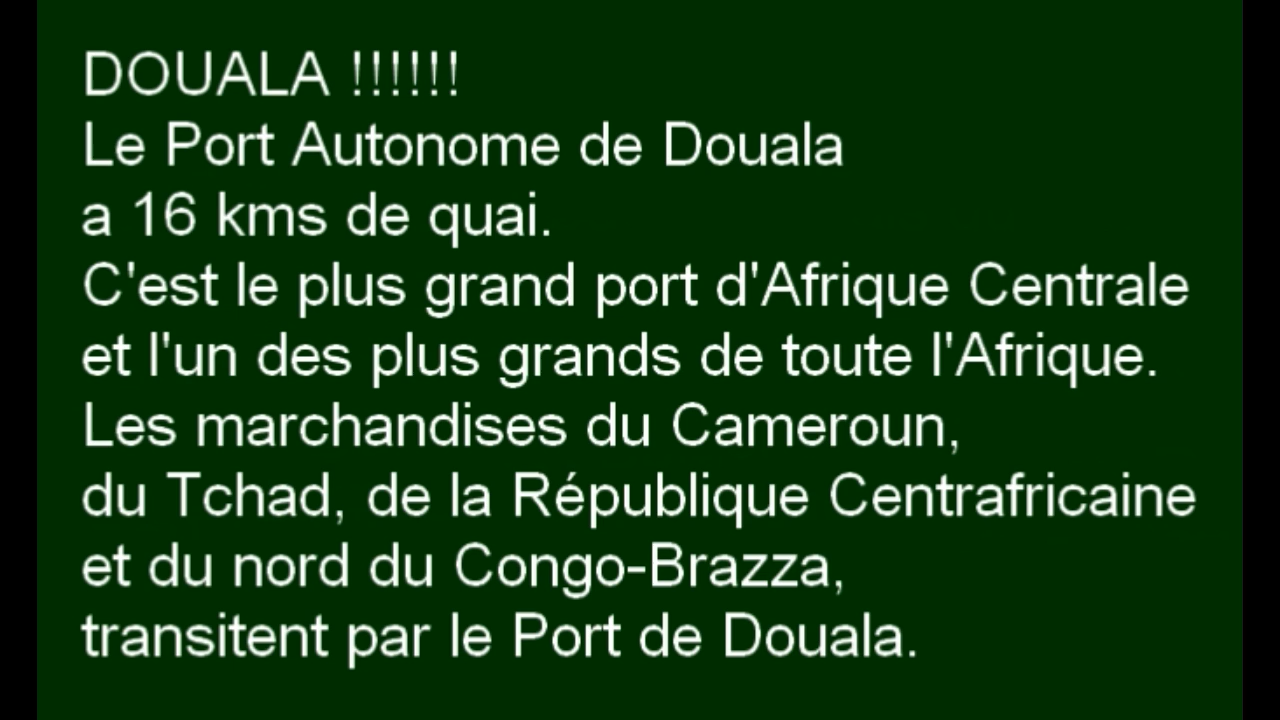 DOUALA !!!!!!
Le Port Autonome de Douala
a 16 kms de quai.
C'est le plus grand port d'Afrique Centrale
et l'un des plus grands de toute l'Afrique.
Les marchandises du Cameroun,
du Tchad, de la République Centrafricaine
et du nord du Congo-Brazza,
transitent par le Port de Douala.